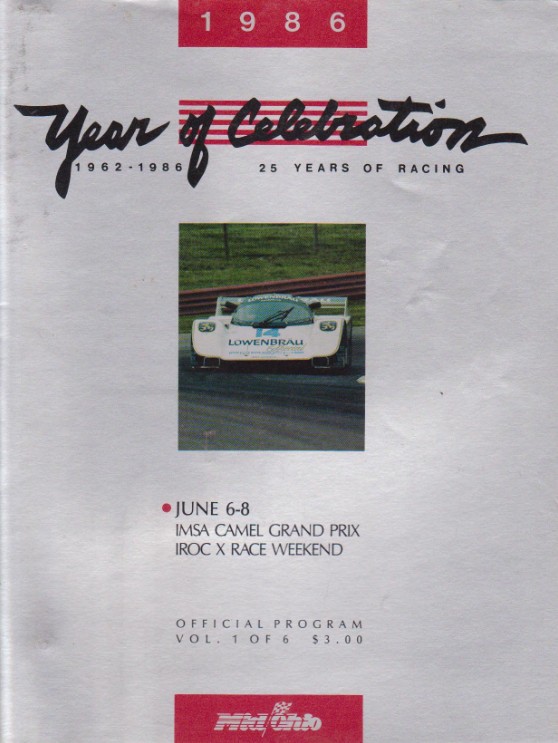 1986
Year of Celebration
1962-1986 25 YEARS OF RACING
14
LÖWENBRÄU
JUNE 6-8
IMSA CAMEL GRAND PRIX
IROC X RACE WEEKEND
OFFICIAL PROGRAM
VOL. 1 OF 6 $3.00
Mid/Ohio